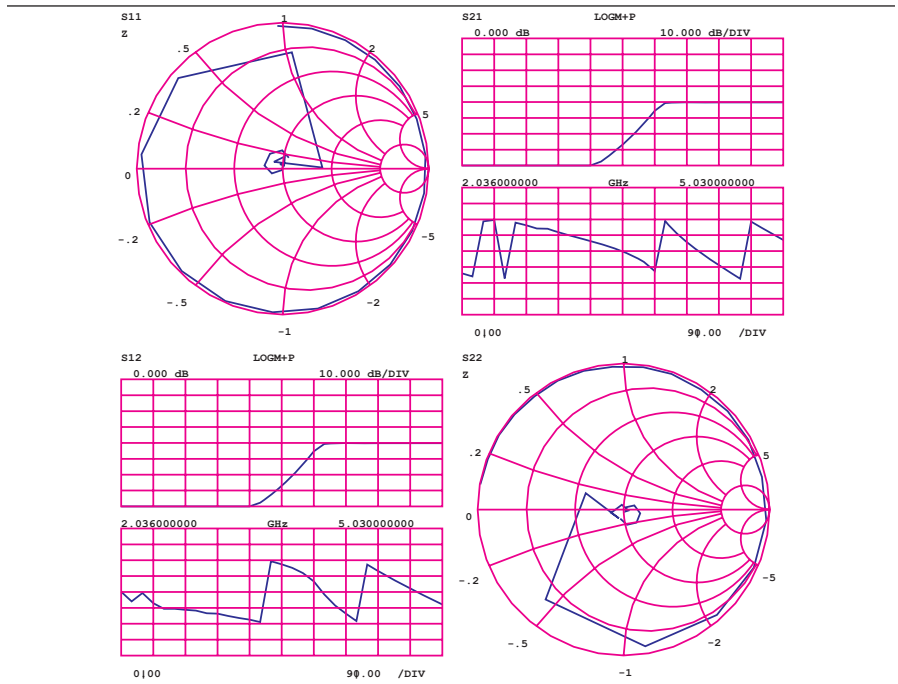 S11
Z
1
.5
2
.2
5
0
-.2
-5
-.5
-2
-1
S21 LOGM+P
0.000 dB 10.000 dB/DIV
2.036000000 GHz 5.030000000
0.00 90.00 /DIV
S12 LOGM+P
0.000 dB 10.000 dB/DIV
2.036000000 GHz 5.030000000
0.00 90.00 /DIV
S22
Z
1
.5
2
.2
5
0
-.2
-5
-.5
-2
-1